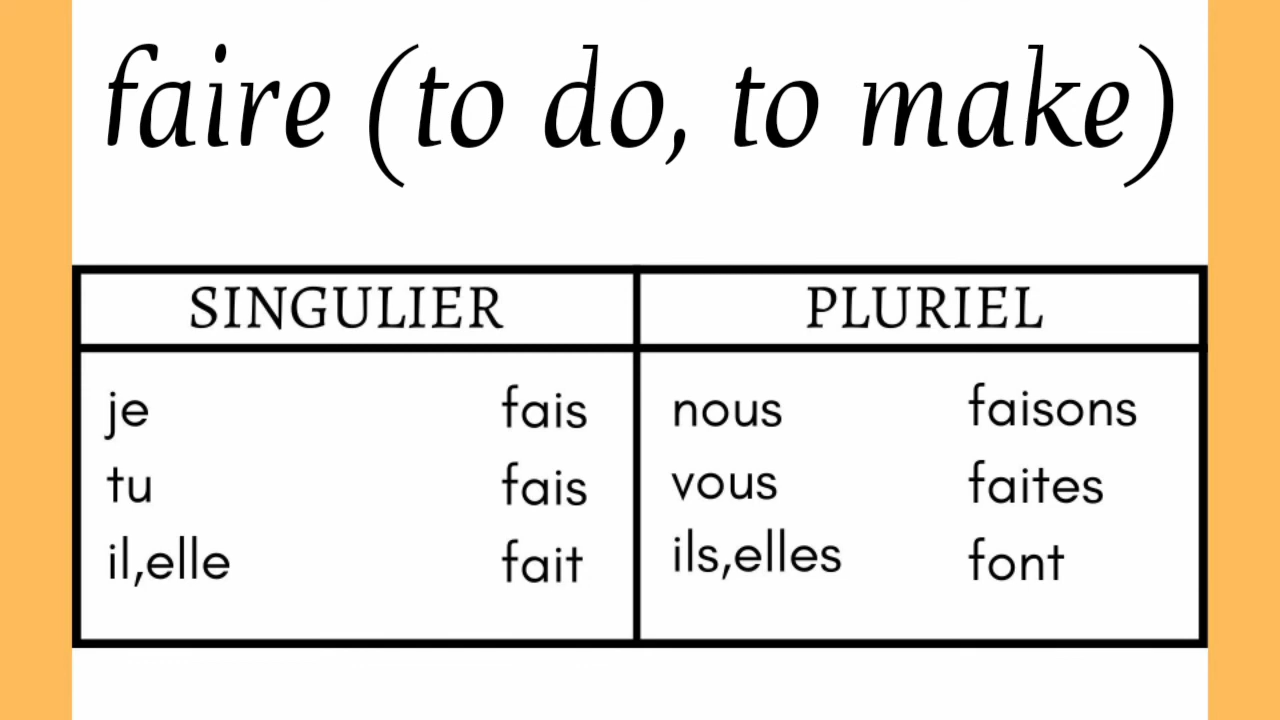 faire (to do, to make)
SINGULIER PLURIEL
je fais nous faisons
tu fais vous faites
il,elle fait ils,elles font